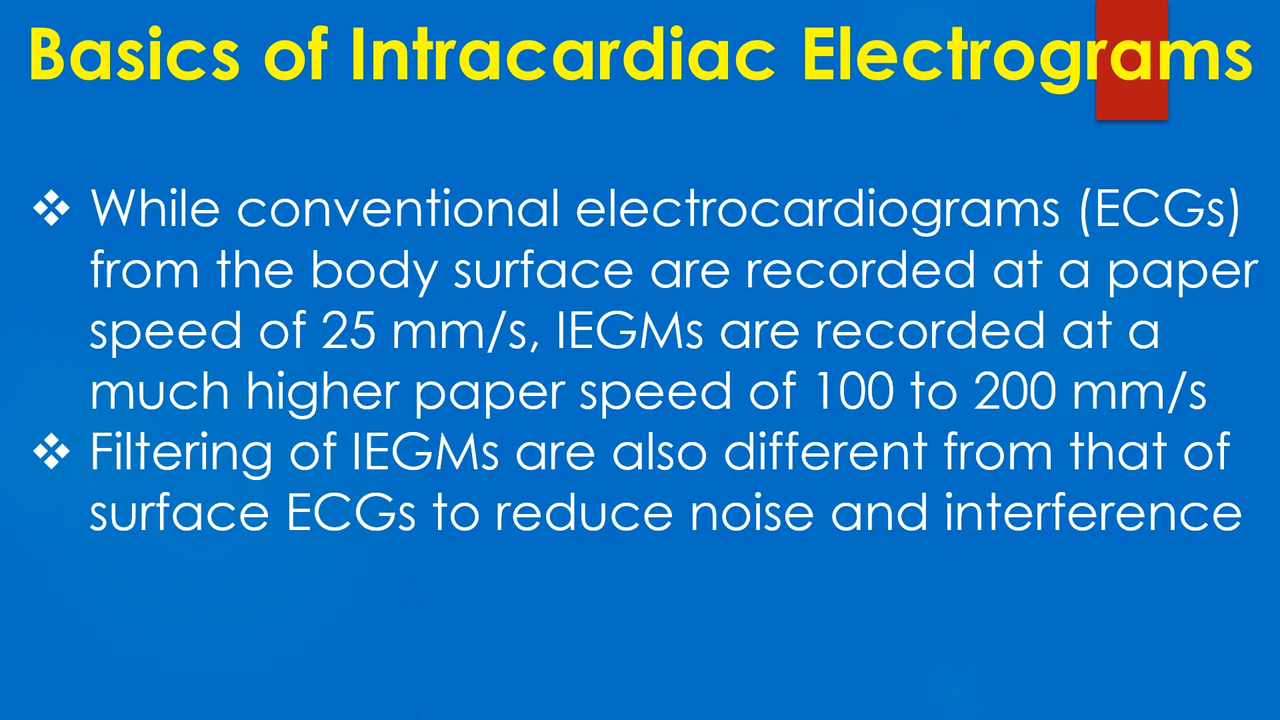 Basics of Intracardiac Electrograms
❖ While conventional electrocardiograms (ECGs)
from the body surface are recorded at a paper
speed of 25 mm/s, IEGMs are recorded at a
much higher paper speed of 100 to 200 mm/s
❖ Filtering of IEGMs are also different from that of
surface ECGs to reduce noise and interference